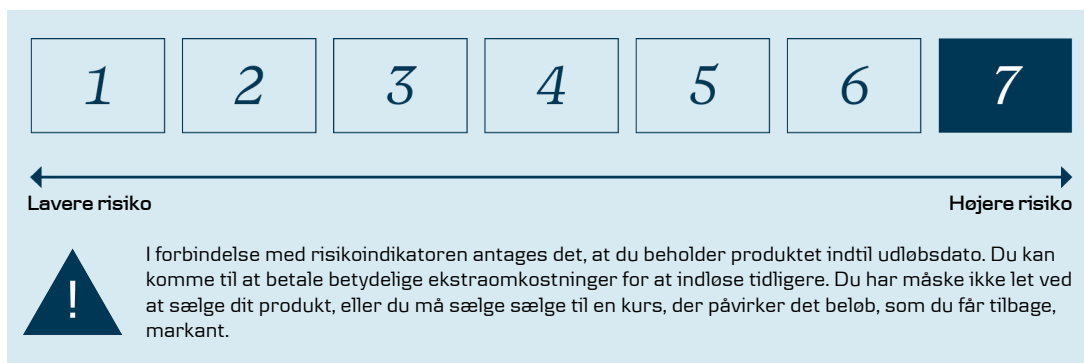 1 2 3 4 5 6 7
Lavere risiko Højere risiko
!
I forbindelse med risikoindikatoren antages det, at du beholder produktet indtil udløbsdato. Du kan
komme til at betale betydelige ekstraomkostninger for at indløse tidligere. Du har måske ikke let ved
at sælge dit produkt, eller du må sælge sælge til en kurs, der påvirker det beløb, som du får tilbage,
markant.